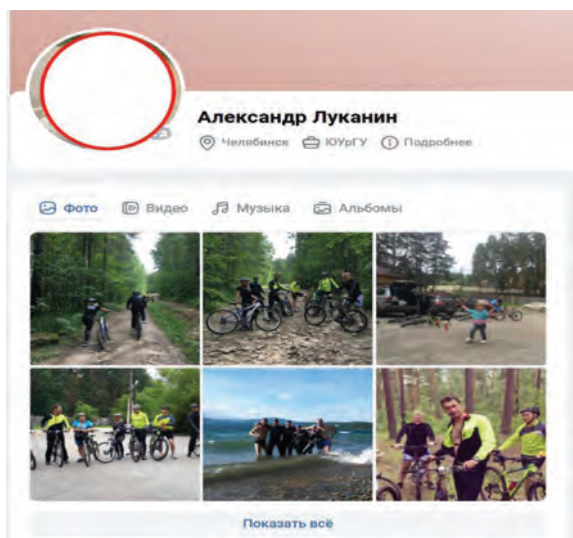 Александр Луканин
Челябинск ЮУрГУ Подробнее
Фото Видео Музыка Альбомы
Показать всё